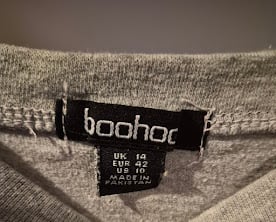 boohoo
UK 14
EUR 42
US 10
MADE IN
PAKISTAN